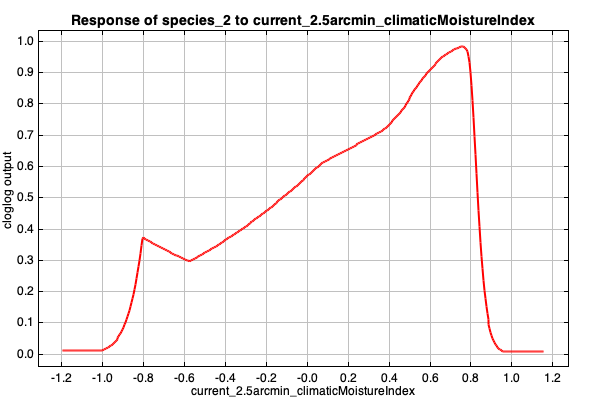 Response of species_2 to current_2.5arcmin_climaticMoistureIndex
cloglog output
1.0
0.9
0.8
0.7
0.6
0.5
0.4
0.3
0.2
0.1
0.0
-1.2 -1.0 -0.8 -0.6 -0.4 -0.2 -0.0 0.2 0.4 0.6 0.8 1.0 1.2
current_2.5arcmin_climaticMoistureIndex